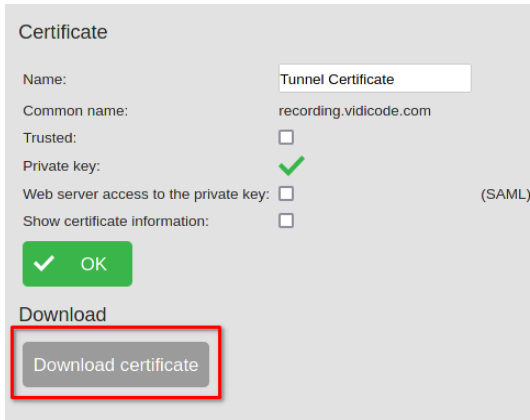 Certificate
Name: Tunnel Certificate
Common name: recording.vidicode.com
Trusted:
Private key:
Web server access to the private key: (SAML)
Show certificate information:
OK
Download
Download certificate